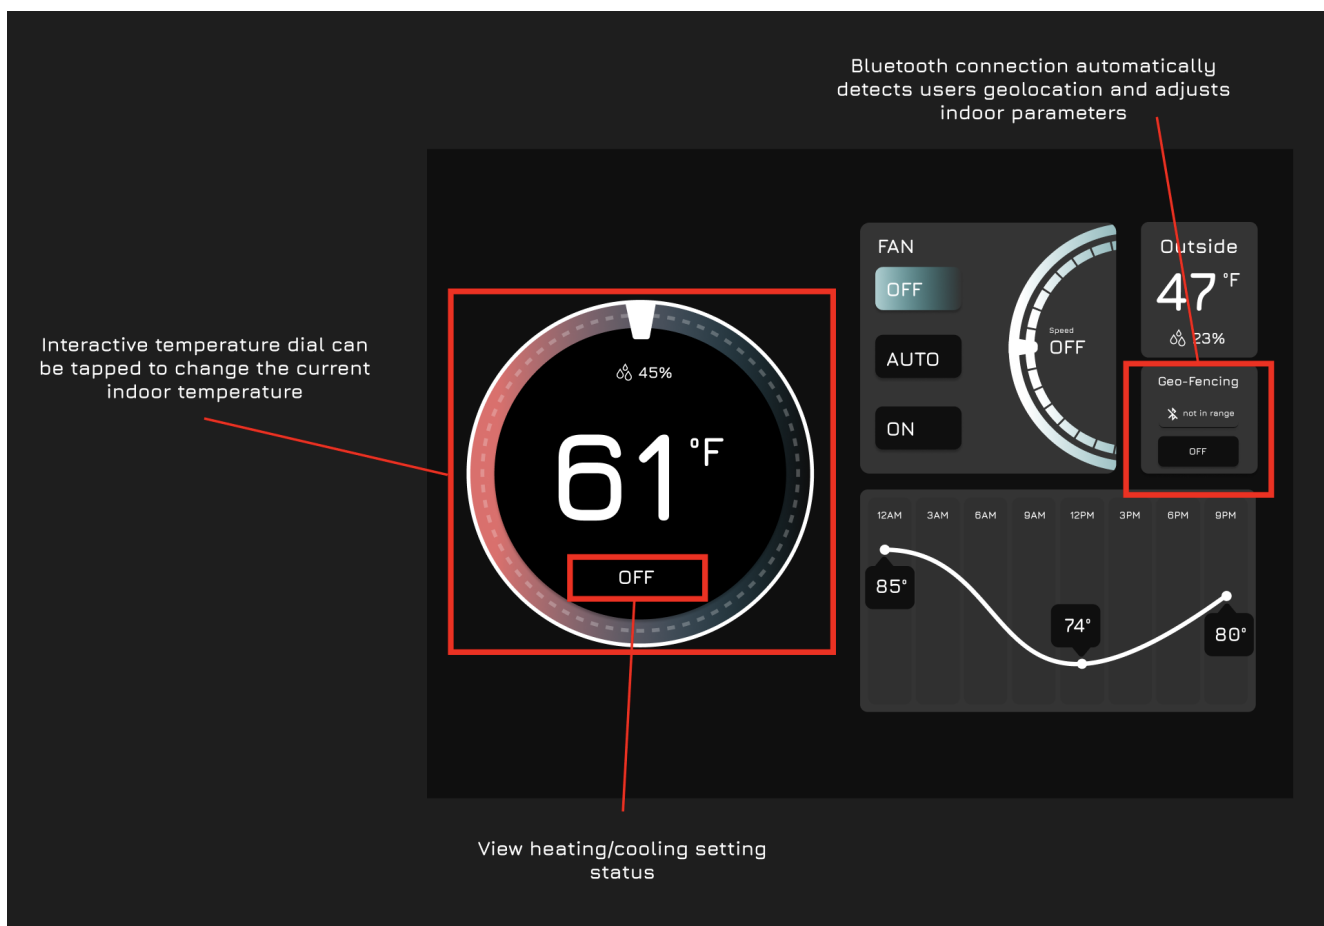 Bluetooth connection automatically
detects users geolocation and adjusts
indoor parameters
Interactive temperature dial can
be tapped to change the current
indoor temperature
45%
61 °F
OFF
View heating/cooling setting
status
FAN
OFF
AUTO
ON
Speed
OFF
Outside
47 °F
23%
Geo-Fencing
not in range
OFF
12AM 3AM 6AM 9AM 12PM 3PM 6PM 9PM
85°
74°
80°